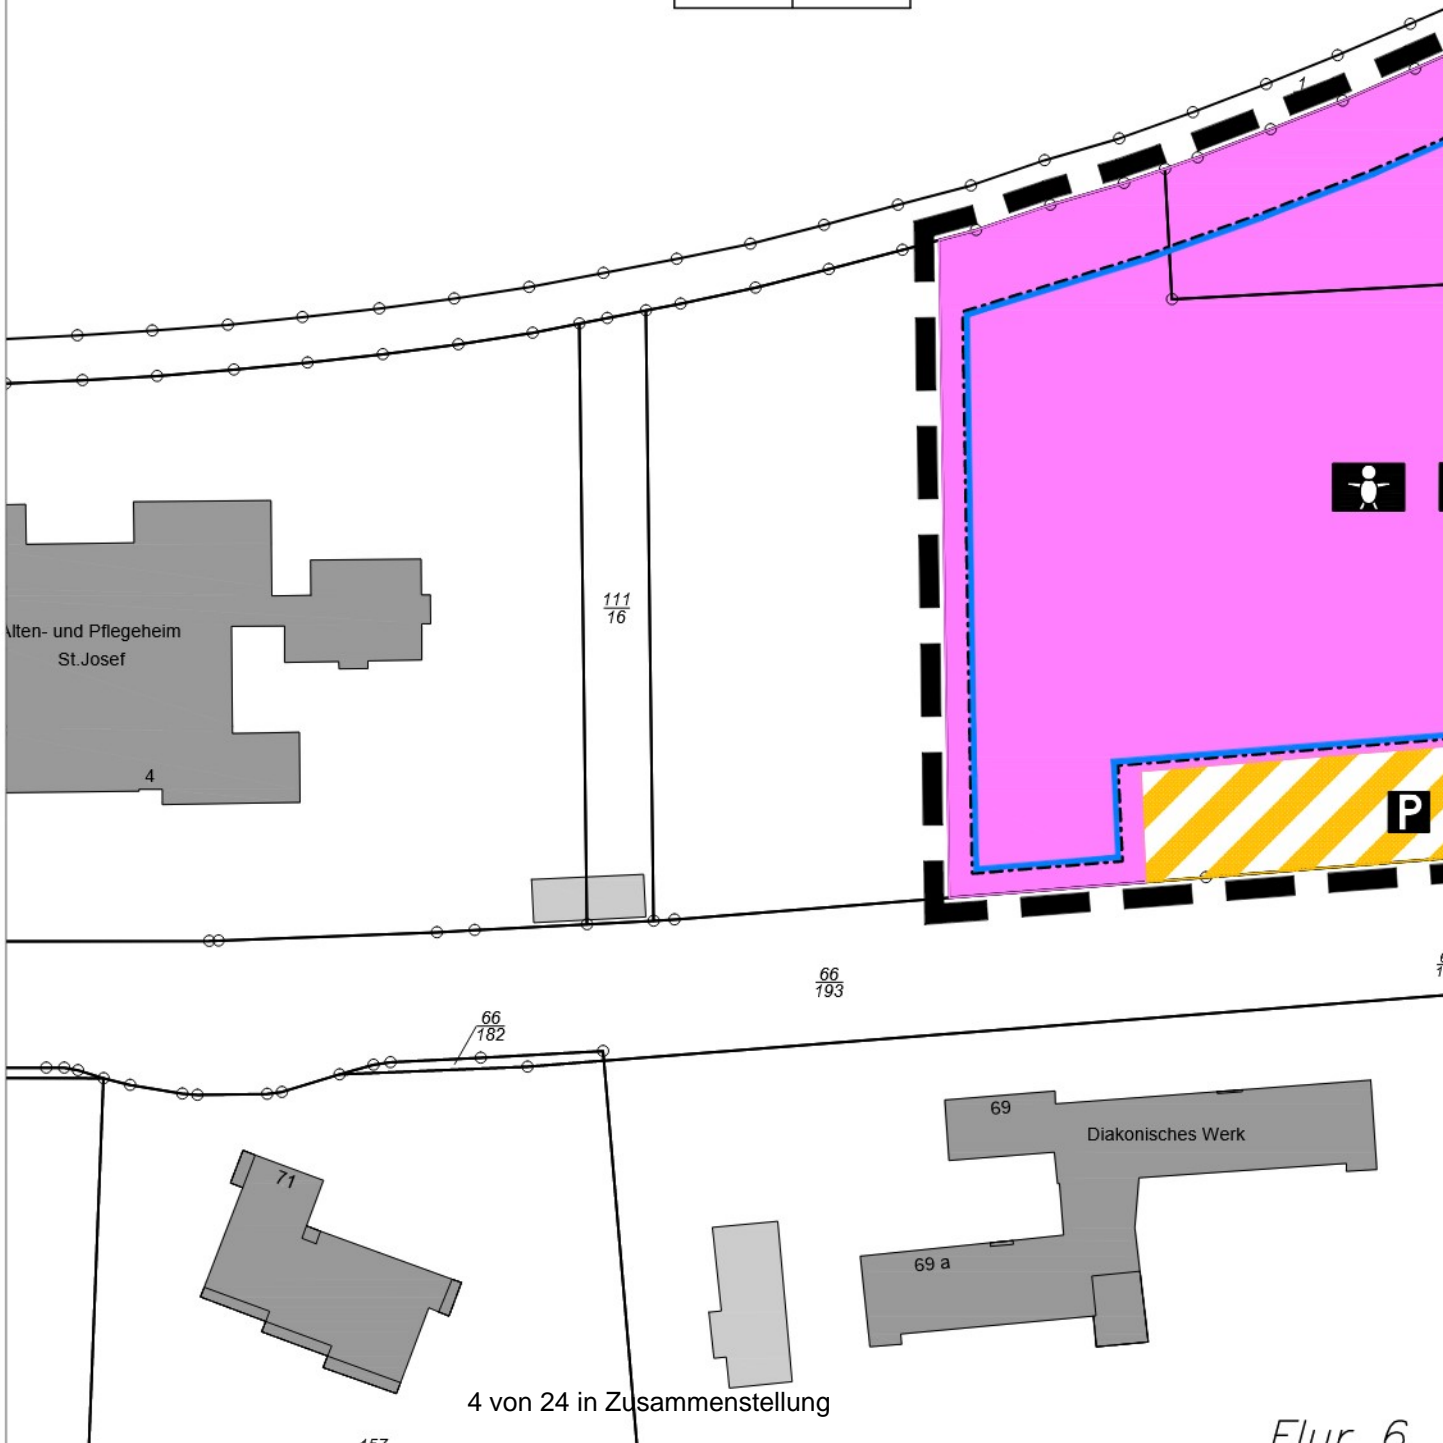 1
111
16
Alten- und Pflegeheim
St.Josef
4
P
66
193
66
182
69
Diakonisches Werk
71
69 a
4 von 24 in Zusammenstellung
Flur 6
157